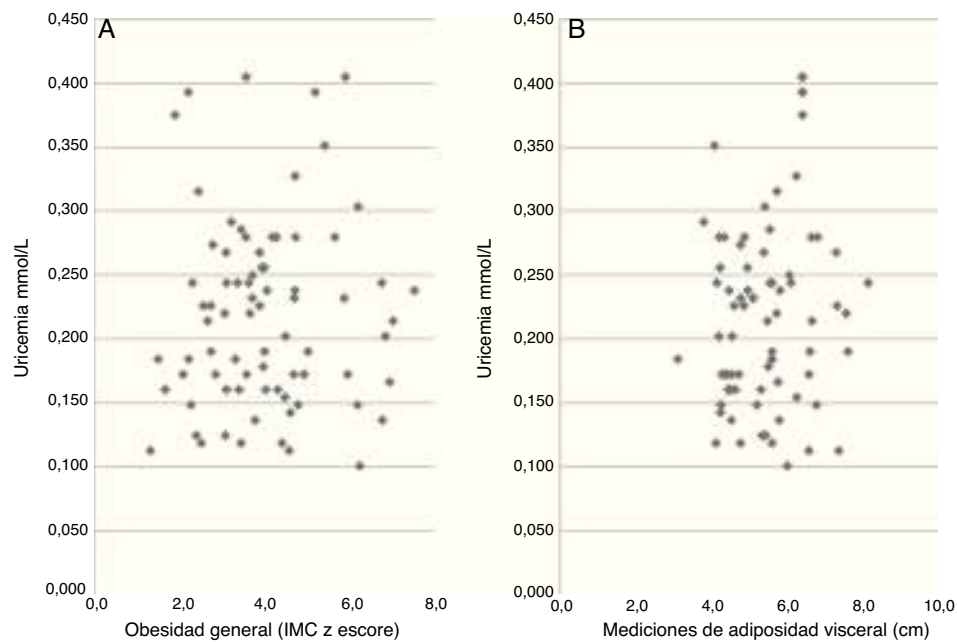 A
0,450
0,400
0,350
0,300
0,250
0,200
0,150
0,100
0,050
0,000
Uricemia mmol/L
0,0 2,0 4,0 6,0 8,0
Obesidad general (IMC z escore)
B
0,450
0,400
0,350
0,300
0,250
0,200
0,150
0,100
0,050
0,000
Uricemia mmol/L
0,0 2,0 4,0 6,0 8,0 10,0
Mediciones de adiposidad visceral (cm)